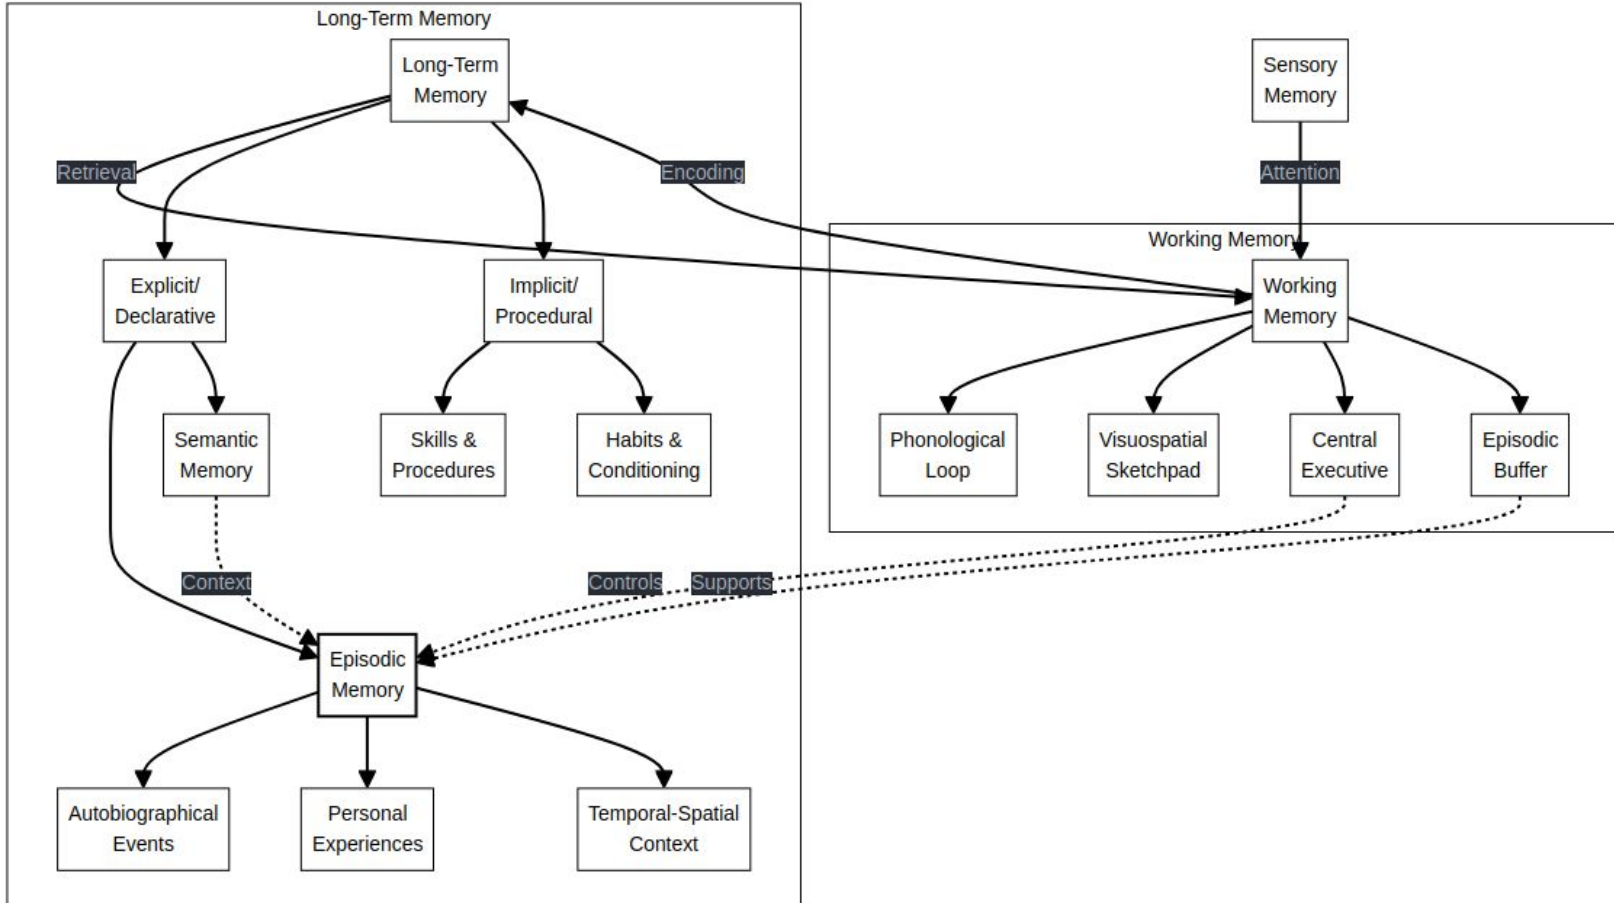 Long-Term Memory
Long-Term
Memory
Sensory
Memory
Retrieval
Encoding
Attention
Working Memory
Explicit/
Declarative
Implicit/
Procedural
Working
Memory
Semantic
Memory
Skills &
Procedures
Habits &
Conditioning
Phonological
Loop
Visuospatial
Sketchpad
Central
Executive
Episodic
Buffer
Context
Controls
Supports
Episodic
Memory
Autobiographical
Events
Personal
Experiences
Temporal-Spatial
Context